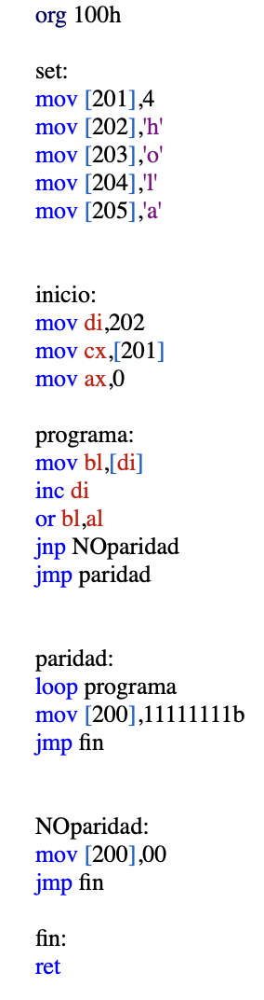 org 100h
set:
mov [201],4
mov [202],'h'
mov [203],'o'
mov [204],'l'
mov [205],'a'
inicio:
mov di,202
mov cx,[201]
mov ax,0
programa:
mov bl,[di]
inc di
or bl,al
jnp NOparidad
jmp paridad
paridad:
loop programa
mov [200],11111111b
jmp fin
NOparidad:
mov [200],00
jmp fin
fin:
ret